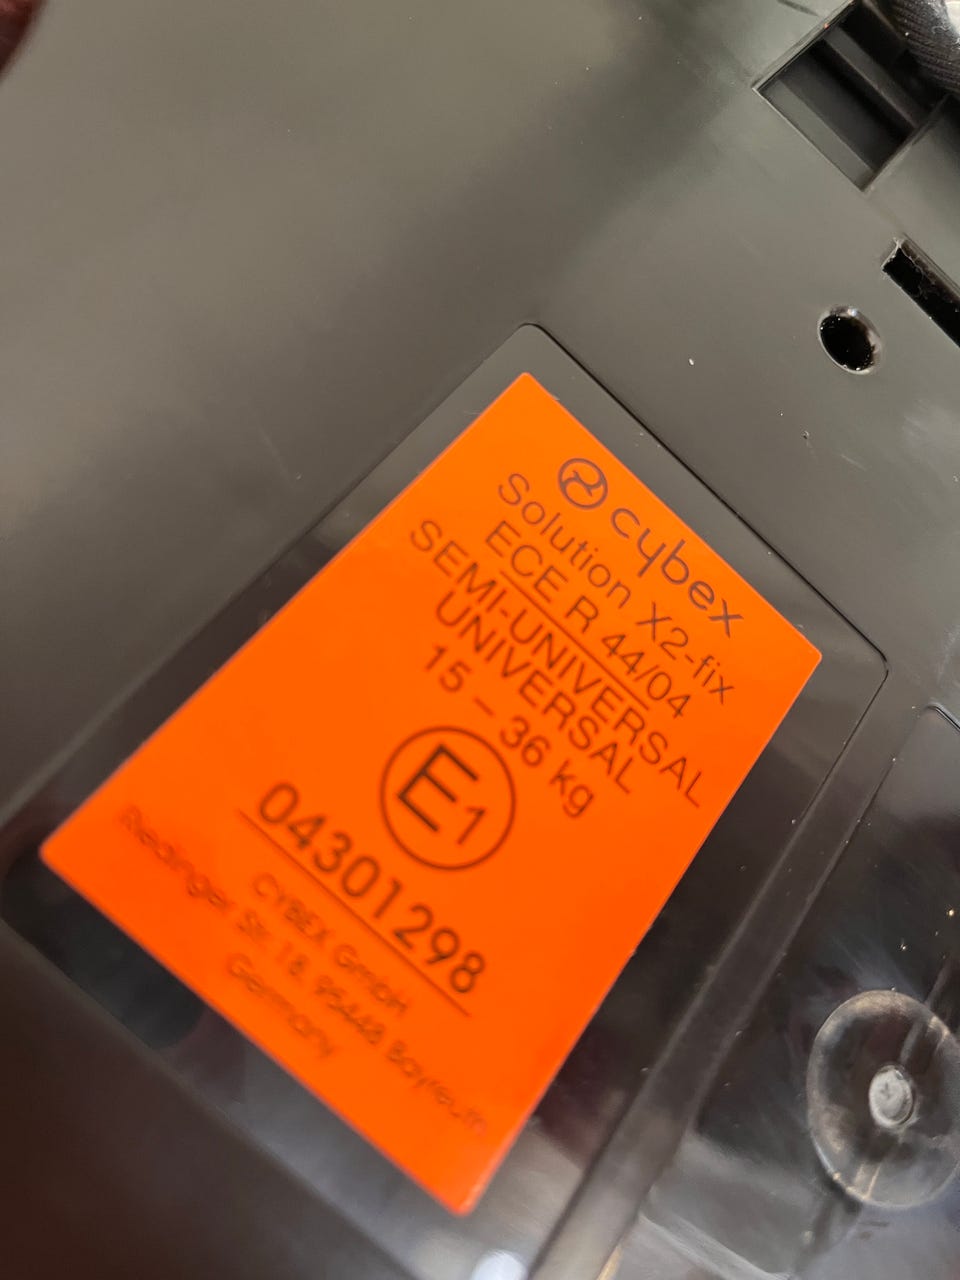 cybex
Solution X2-fix
ECE R 44/04
SEMI-UNIVERSAL
UNIVERSAL
15 – 36 kg
E1
04301298
CYBEX GmbH
Riedinger Str. 18, 95448 Bayreuth
Germany